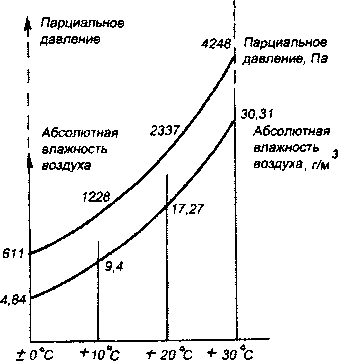 Парциальное
давление
4248
Парциальное
давление, Па
30,31
Абсолютная
влажность
воздуха
2337
Абсолютная
влажность
воздуха, г/м³
1228
17,27
611
9,4
4,84
± 0°C
+ 10°C
+ 20°C
+ 30°C